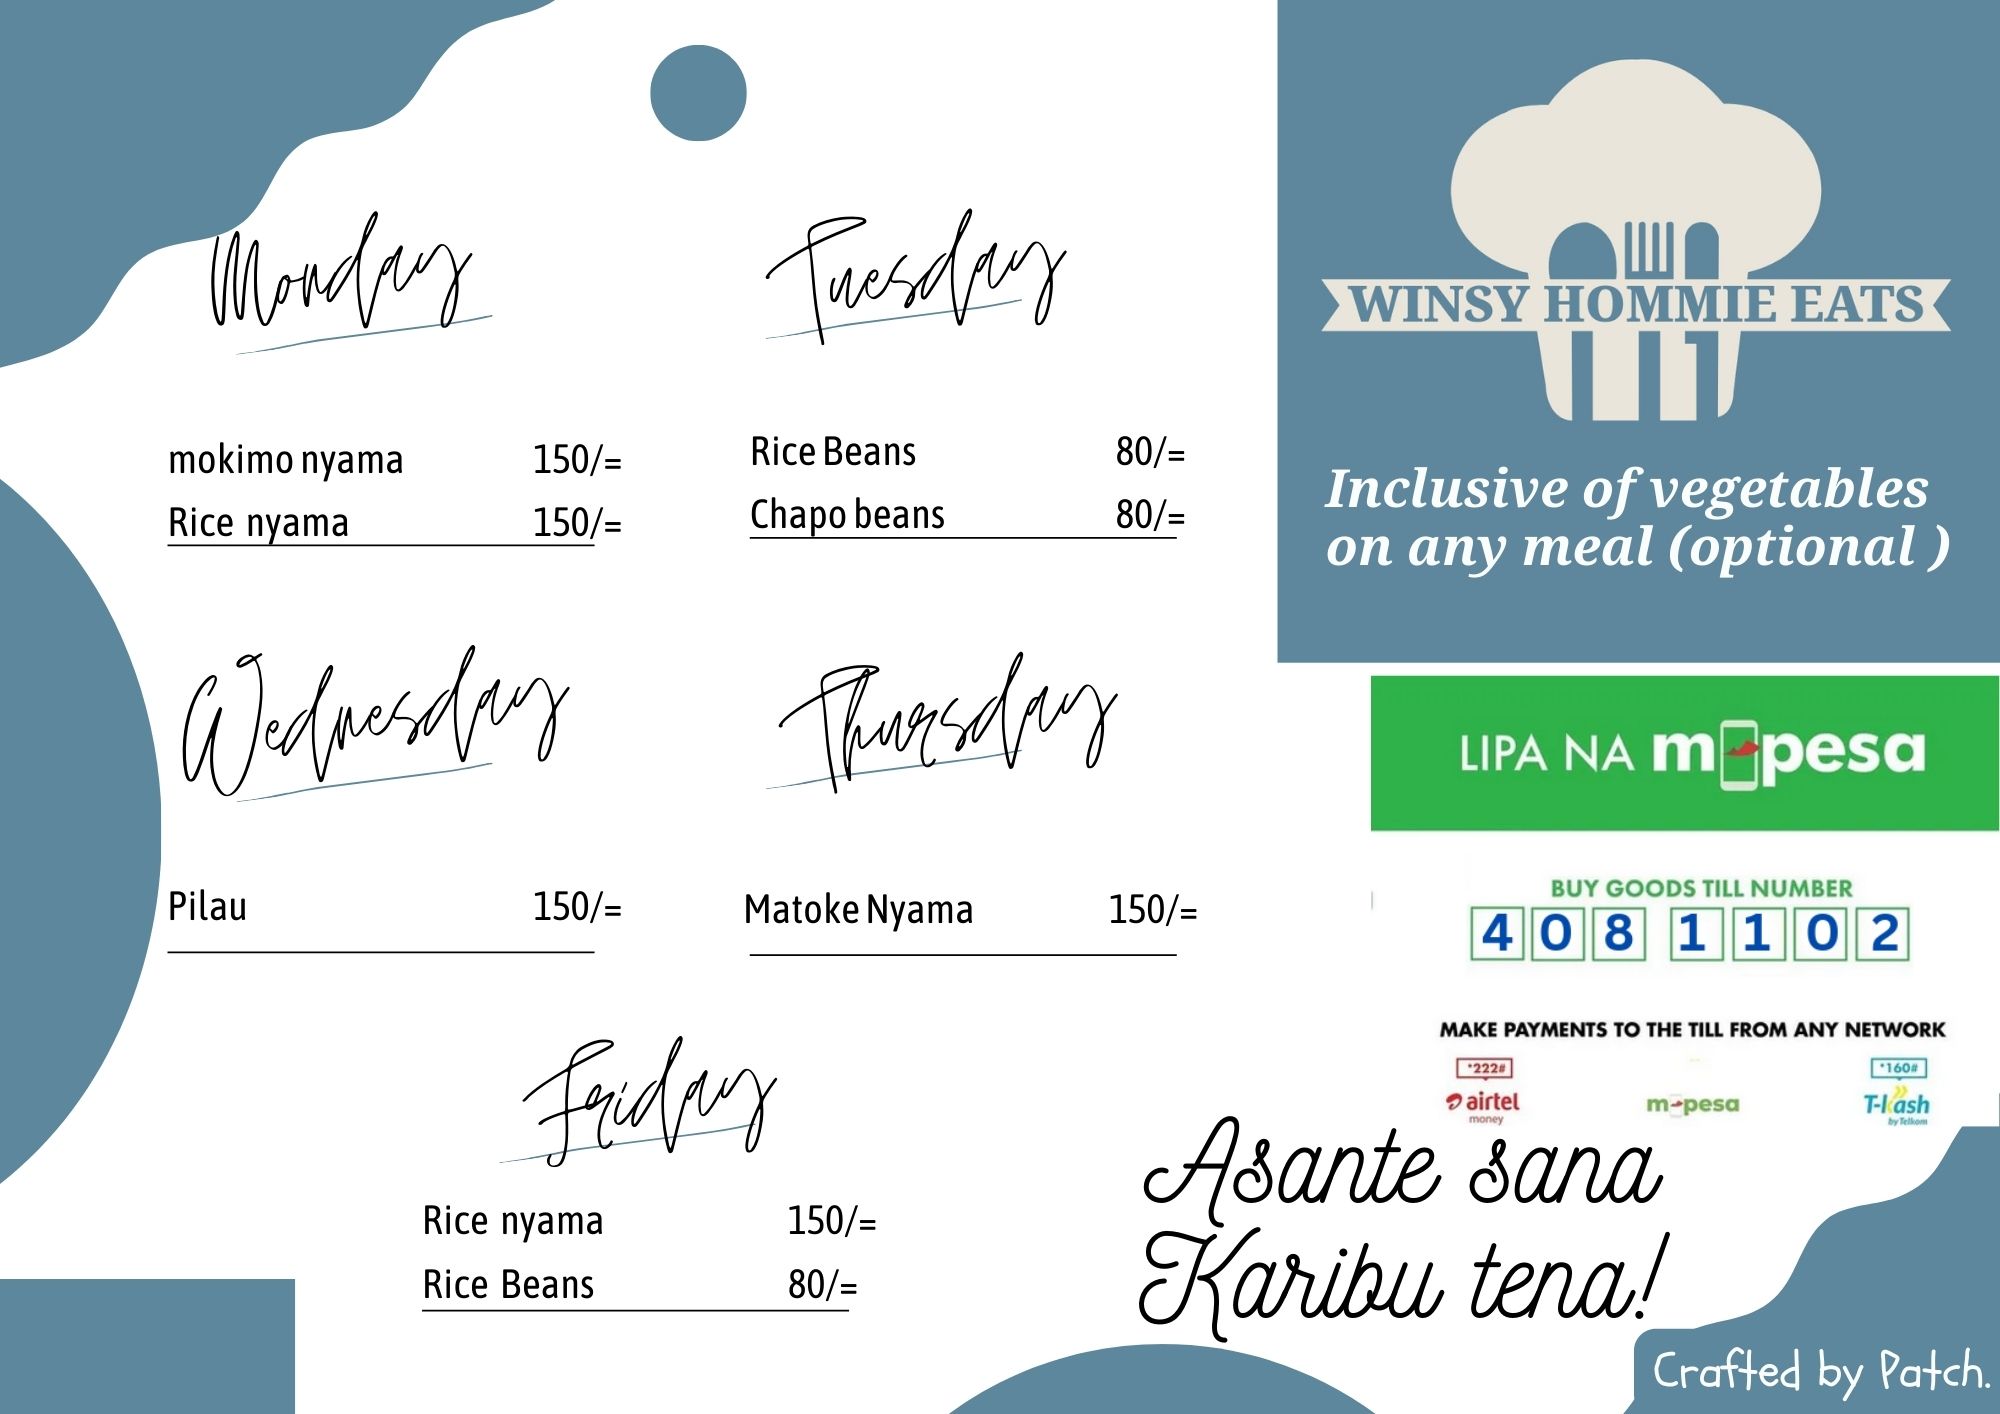 Monday
mokimo nyama 150/=
Rice nyama 150/=
Tuesday
Rice Beans 80/=
Chapo beans 80/=
Wednesday
Pilau 150/=
Thursday
Matoke Nyama 150/=
Friday
Rice nyama 150/=
Rice Beans 80/=
WINSY HOMMIE EATS
Inclusive of vegetables
on any meal (optional )
LIPA NA m-pesa
BUY GOODS TILL NUMBER
4 0 8 1 1 0 2
MAKE PAYMENTS TO THE TILL FROM ANY NETWORK
*222# *160#
airtel m-pesa T-kash
money by Telkom
Asante sana
Karibu tena!
Crafted by Patch.